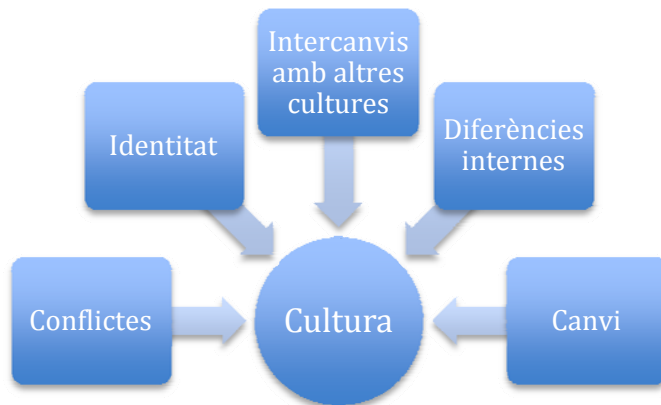 Intercanvis
amb altres
cultures
Identitat
Diferències
internes
Conflictes
Cultura
Canvi